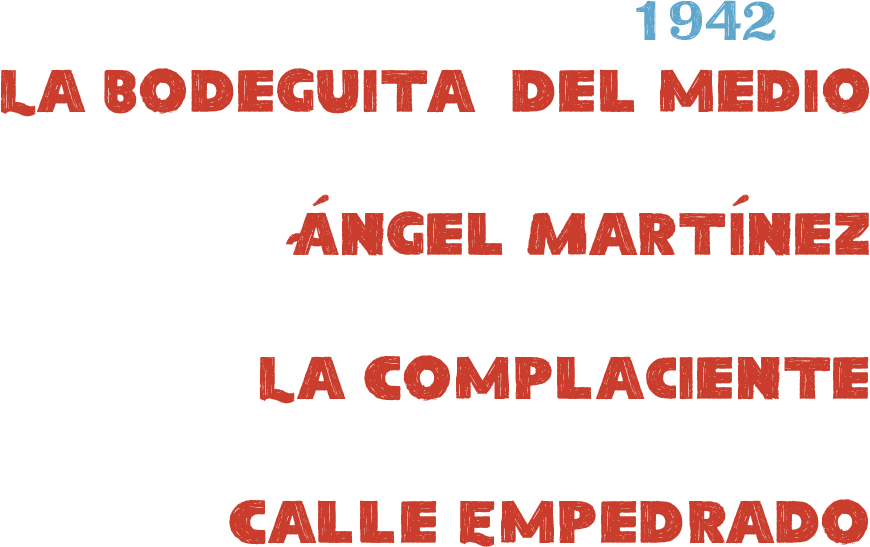 1942
LA BODEGUITA DEL MEDIO
ÁNGEL MARTÍNEZ
LA COMPLACIENTE
CALLE EMPEDRADO